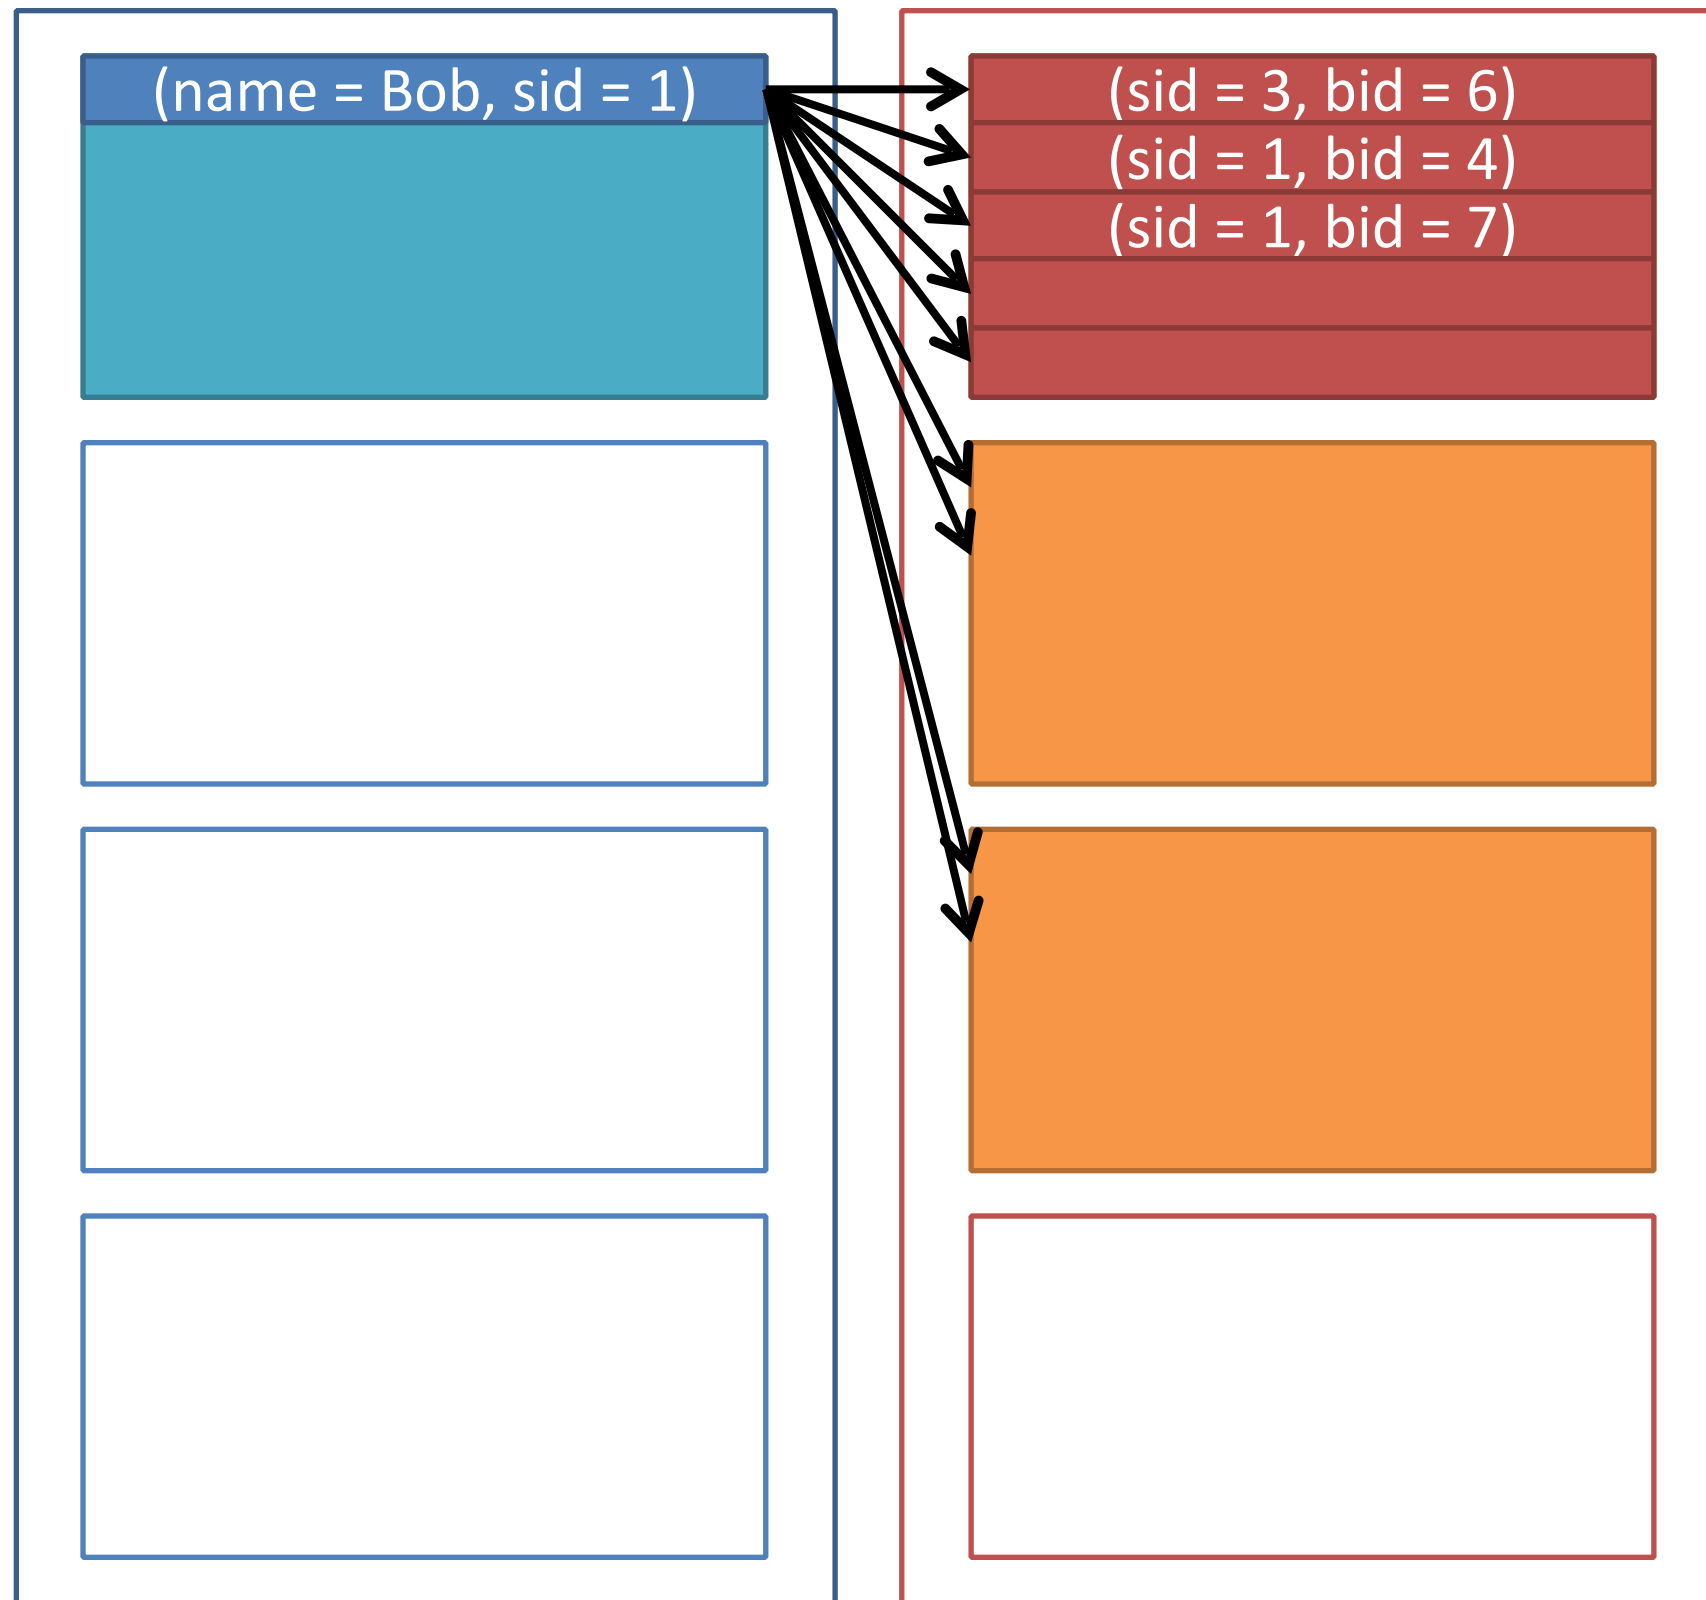 (name = Bob, sid = 1)
(sid = 3, bid = 6)
(sid = 1, bid = 4)
(sid = 1, bid = 7)